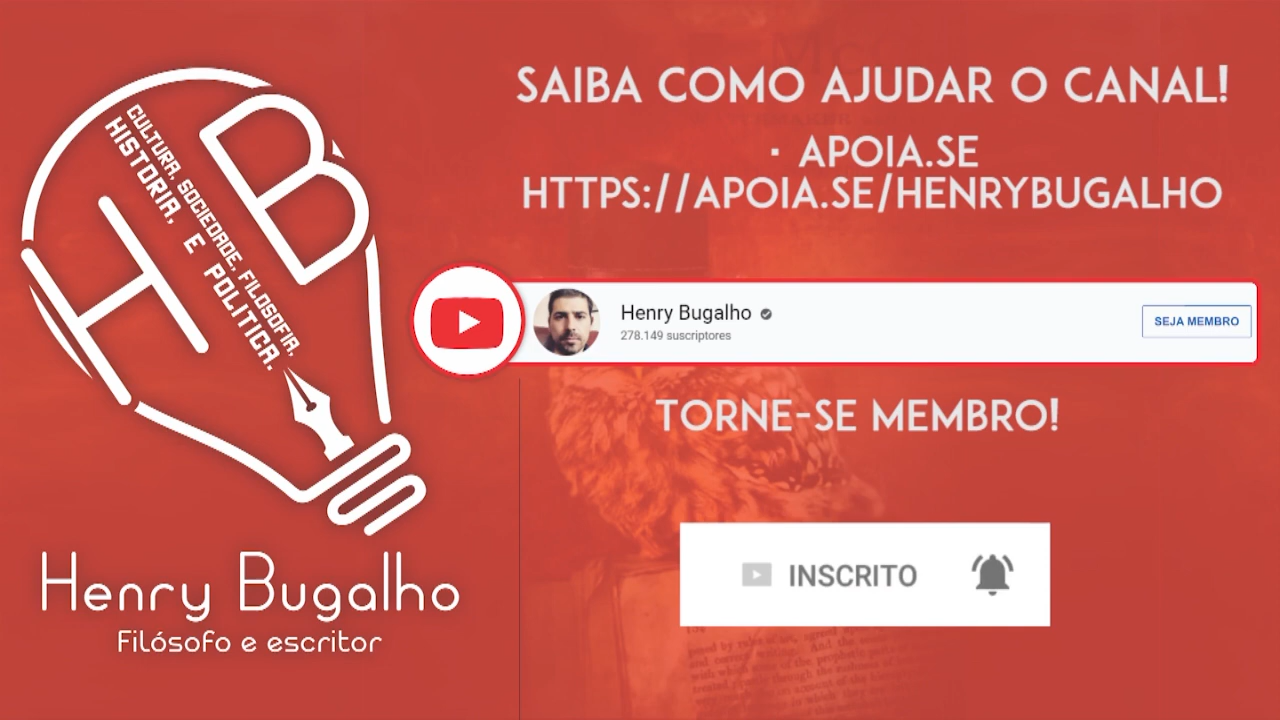 CULTURA, SOCIEDADE, FILOSOFIA,
HISTORIA, E POLITICA.
HB
Henry Bugalho
Filósofo e escritor
SAIBA COMO AJUDAR O CANAL!
· APOIA.SE
HTTPS://APOIA.SE/HENRYBUGALHO
Henry Bugalho
278.149 suscriptores
SEJA MEMBRO
TORNE-SE MEMBRO!
INSCRITO